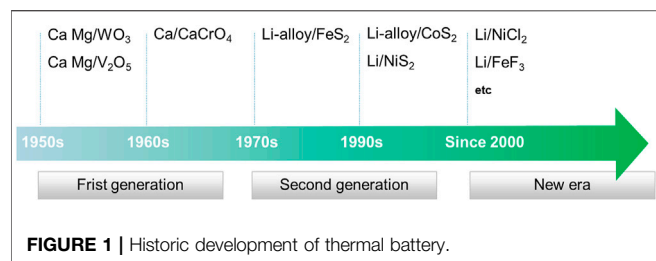 Ca Mg/WO₃
Ca Mg/V₂O₅
Ca/CaCrO₄
Li-alloy/FeS₂
Li-alloy/CoS₂
Li/NiS₂
Li/NiCl₂
Li/FeF₃
etc
1950s 1960s 1970s 1990s Since 2000
Frist generation Second generation New era
FIGURE 1 | Historic development of thermal battery.